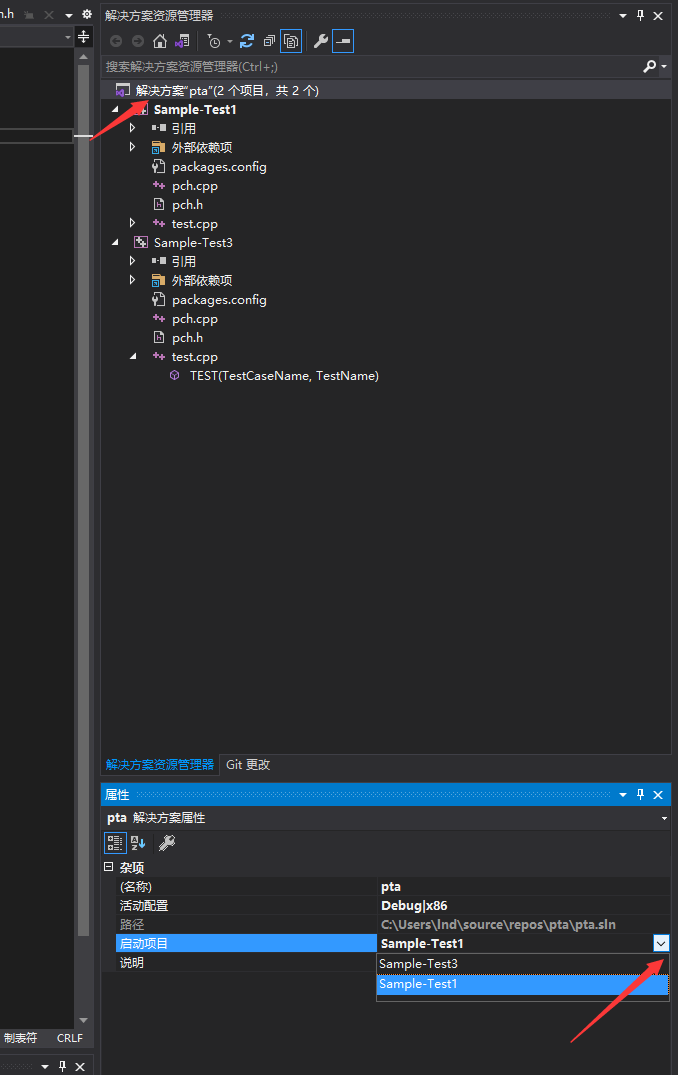 n.h
解决方案资源管理器
搜索解决方案资源管理器(Ctrl+;)
解决方案"pta"(2 个项目，共 2 个)
Sample-Test1
引用
外部依赖项
packages.config
pch.cpp
pch.h
test.cpp
Sample-Test3
引用
外部依赖项
packages.config
pch.cpp
pch.h
test.cpp
TEST(TestCaseName, TestName)
解决方案资源管理器 Git 更改
属性
pta 解决方案属性
杂项
(名称) pta
活动配置 Debug|x86
路径 C:\Users\lnd\source\repos\pta\pta.sln
启动项目 Sample-Test1
说明 Sample-Test3
Sample-Test1
制表符 CRLF